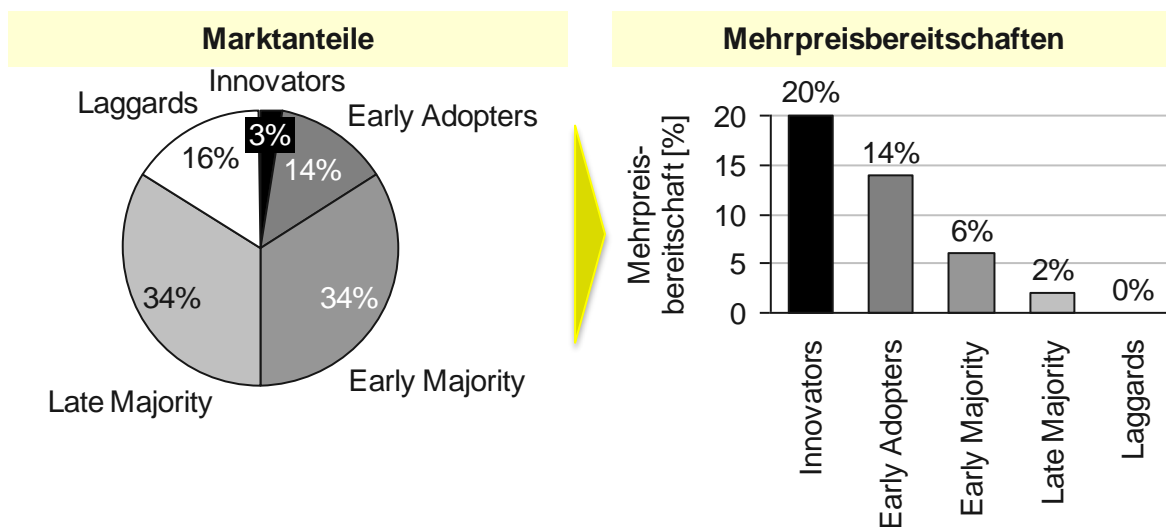 Marktanteile
Innovators
Laggards
Early Adopters
3%
16%
14%
34%
34%
Early Majority
Late Majority
Mehrpreisbereitschaften
Mehrpreis-
bereitschaft [%]
20
15
10
5
0
20%
14%
6%
2%
0%
Innovators
Early Adopters
Early Majority
Late Majority
Laggards